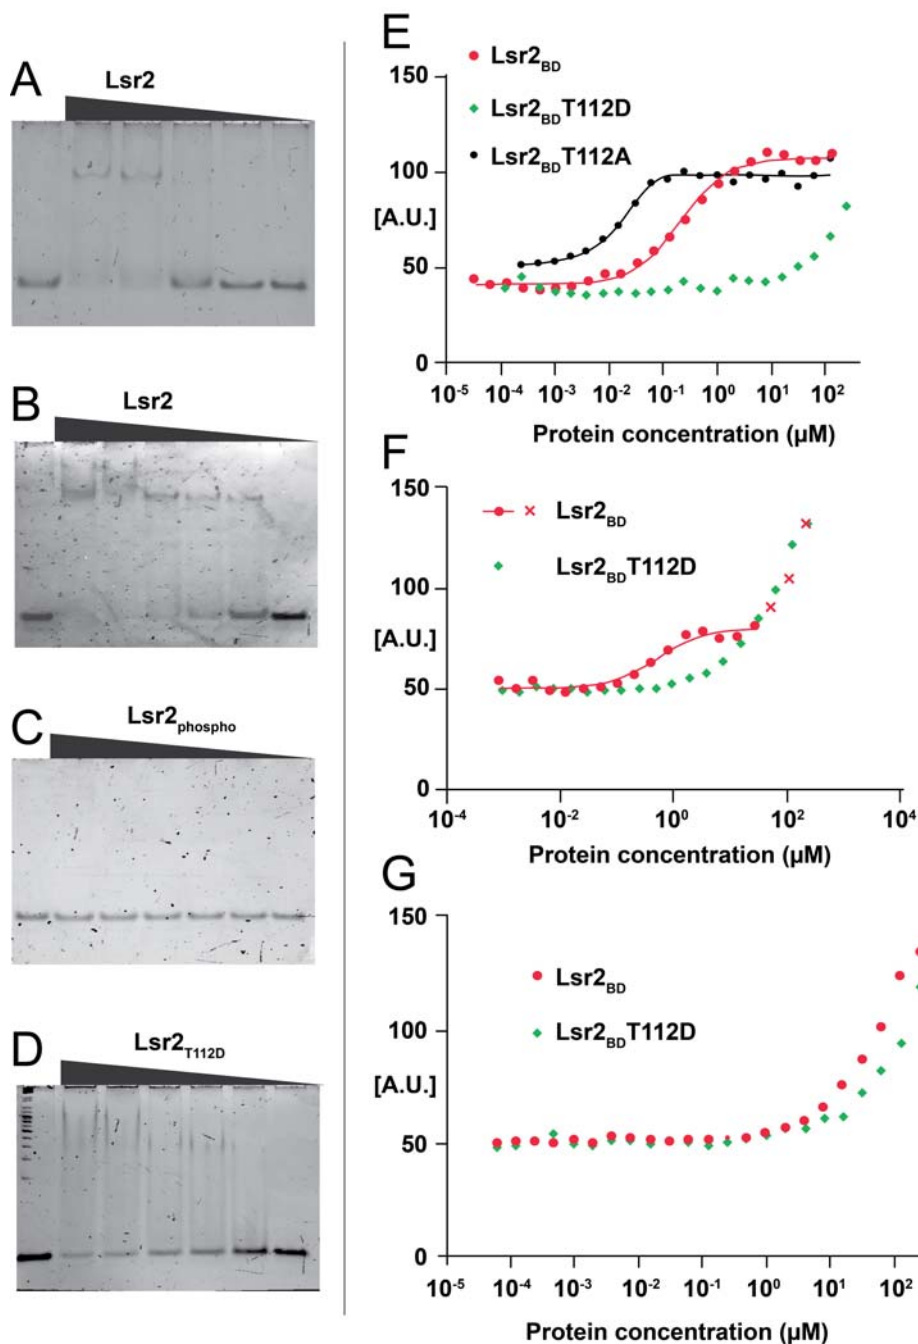 A
Lsr2
B
Lsr2
C
Lsr2phospho
D
Lsr2T112D
E
Lsr2BD
Lsr2BDT112D
Lsr2BDT112A
150
100
[A.U.]
50
0
10-5 10-4 10-3 10-2 10-1 100 101 102
Protein concentration (µM)
F
Lsr2BD
Lsr2BDT112D
150
100
[A.U.]
50
0
10-4 10-2 100 102 104
Protein concentration (µM)
G
Lsr2BD
Lsr2BDT112D
150
100
[A.U.]
50
0
10-5 10-4 10-3 10-2 10-1 100 101 102
Protein concentration (µM)